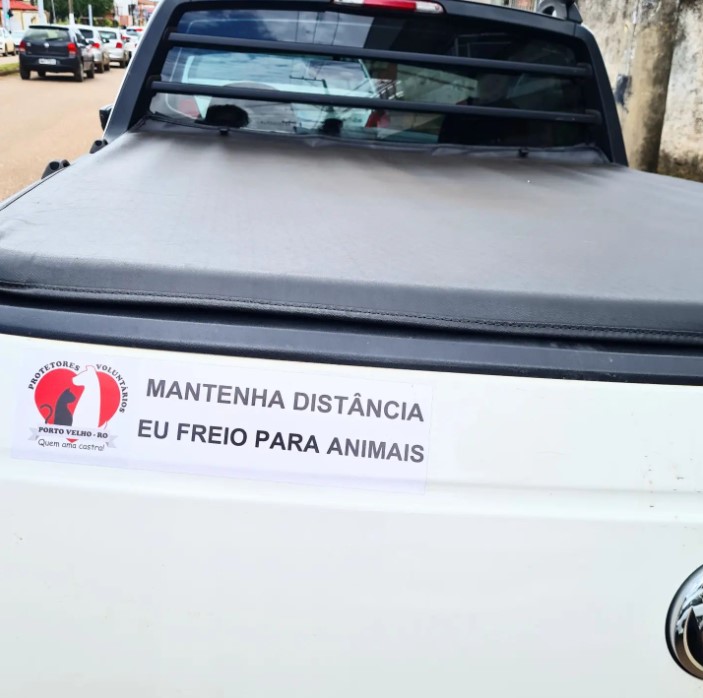 PROTETORES VOLUNTÁRIOS
PORTO VELHO - RO
Quem ama castra!
MANTENHA DISTÂNCIA
EU FREIO PARA ANIMAIS